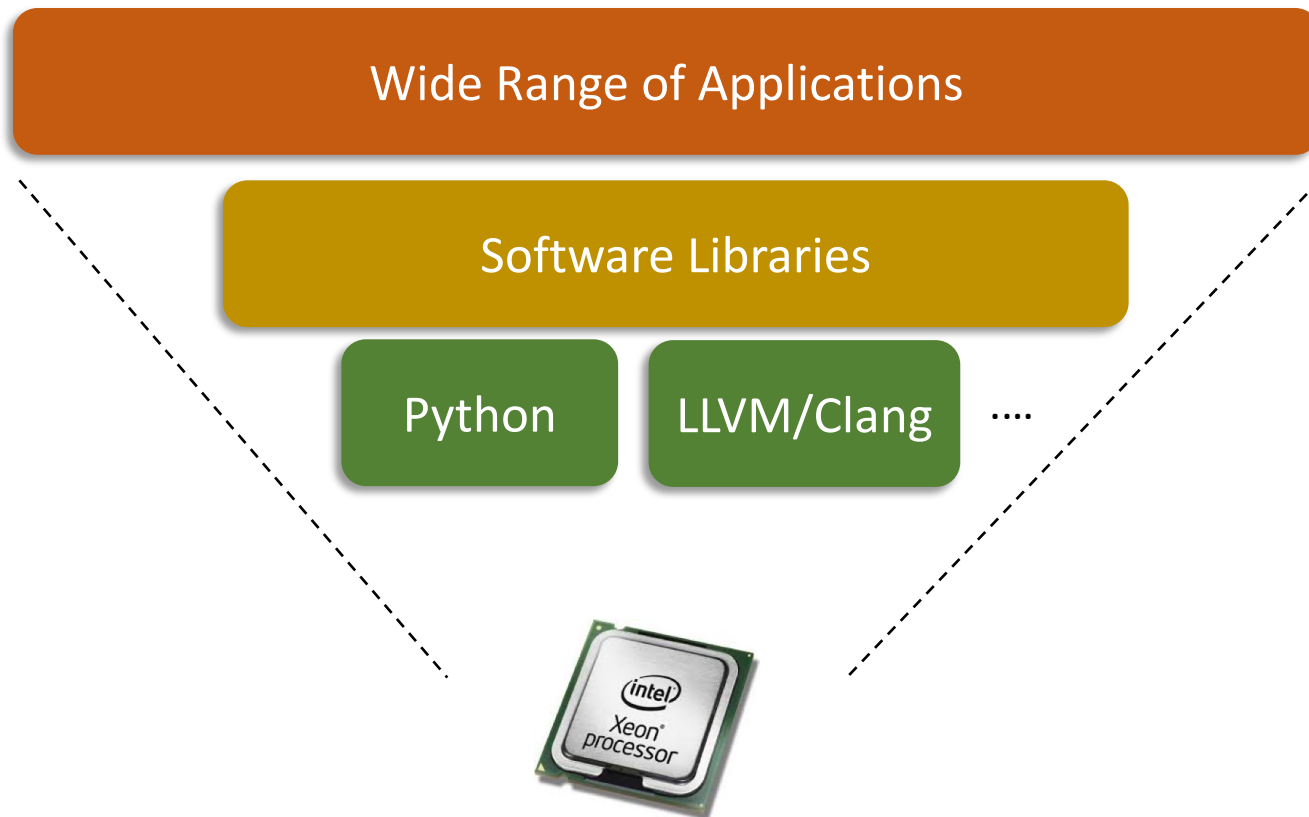 Wide Range of Applications
Software Libraries
Python
LLVM/Clang
....
intel
Xeon®
processor